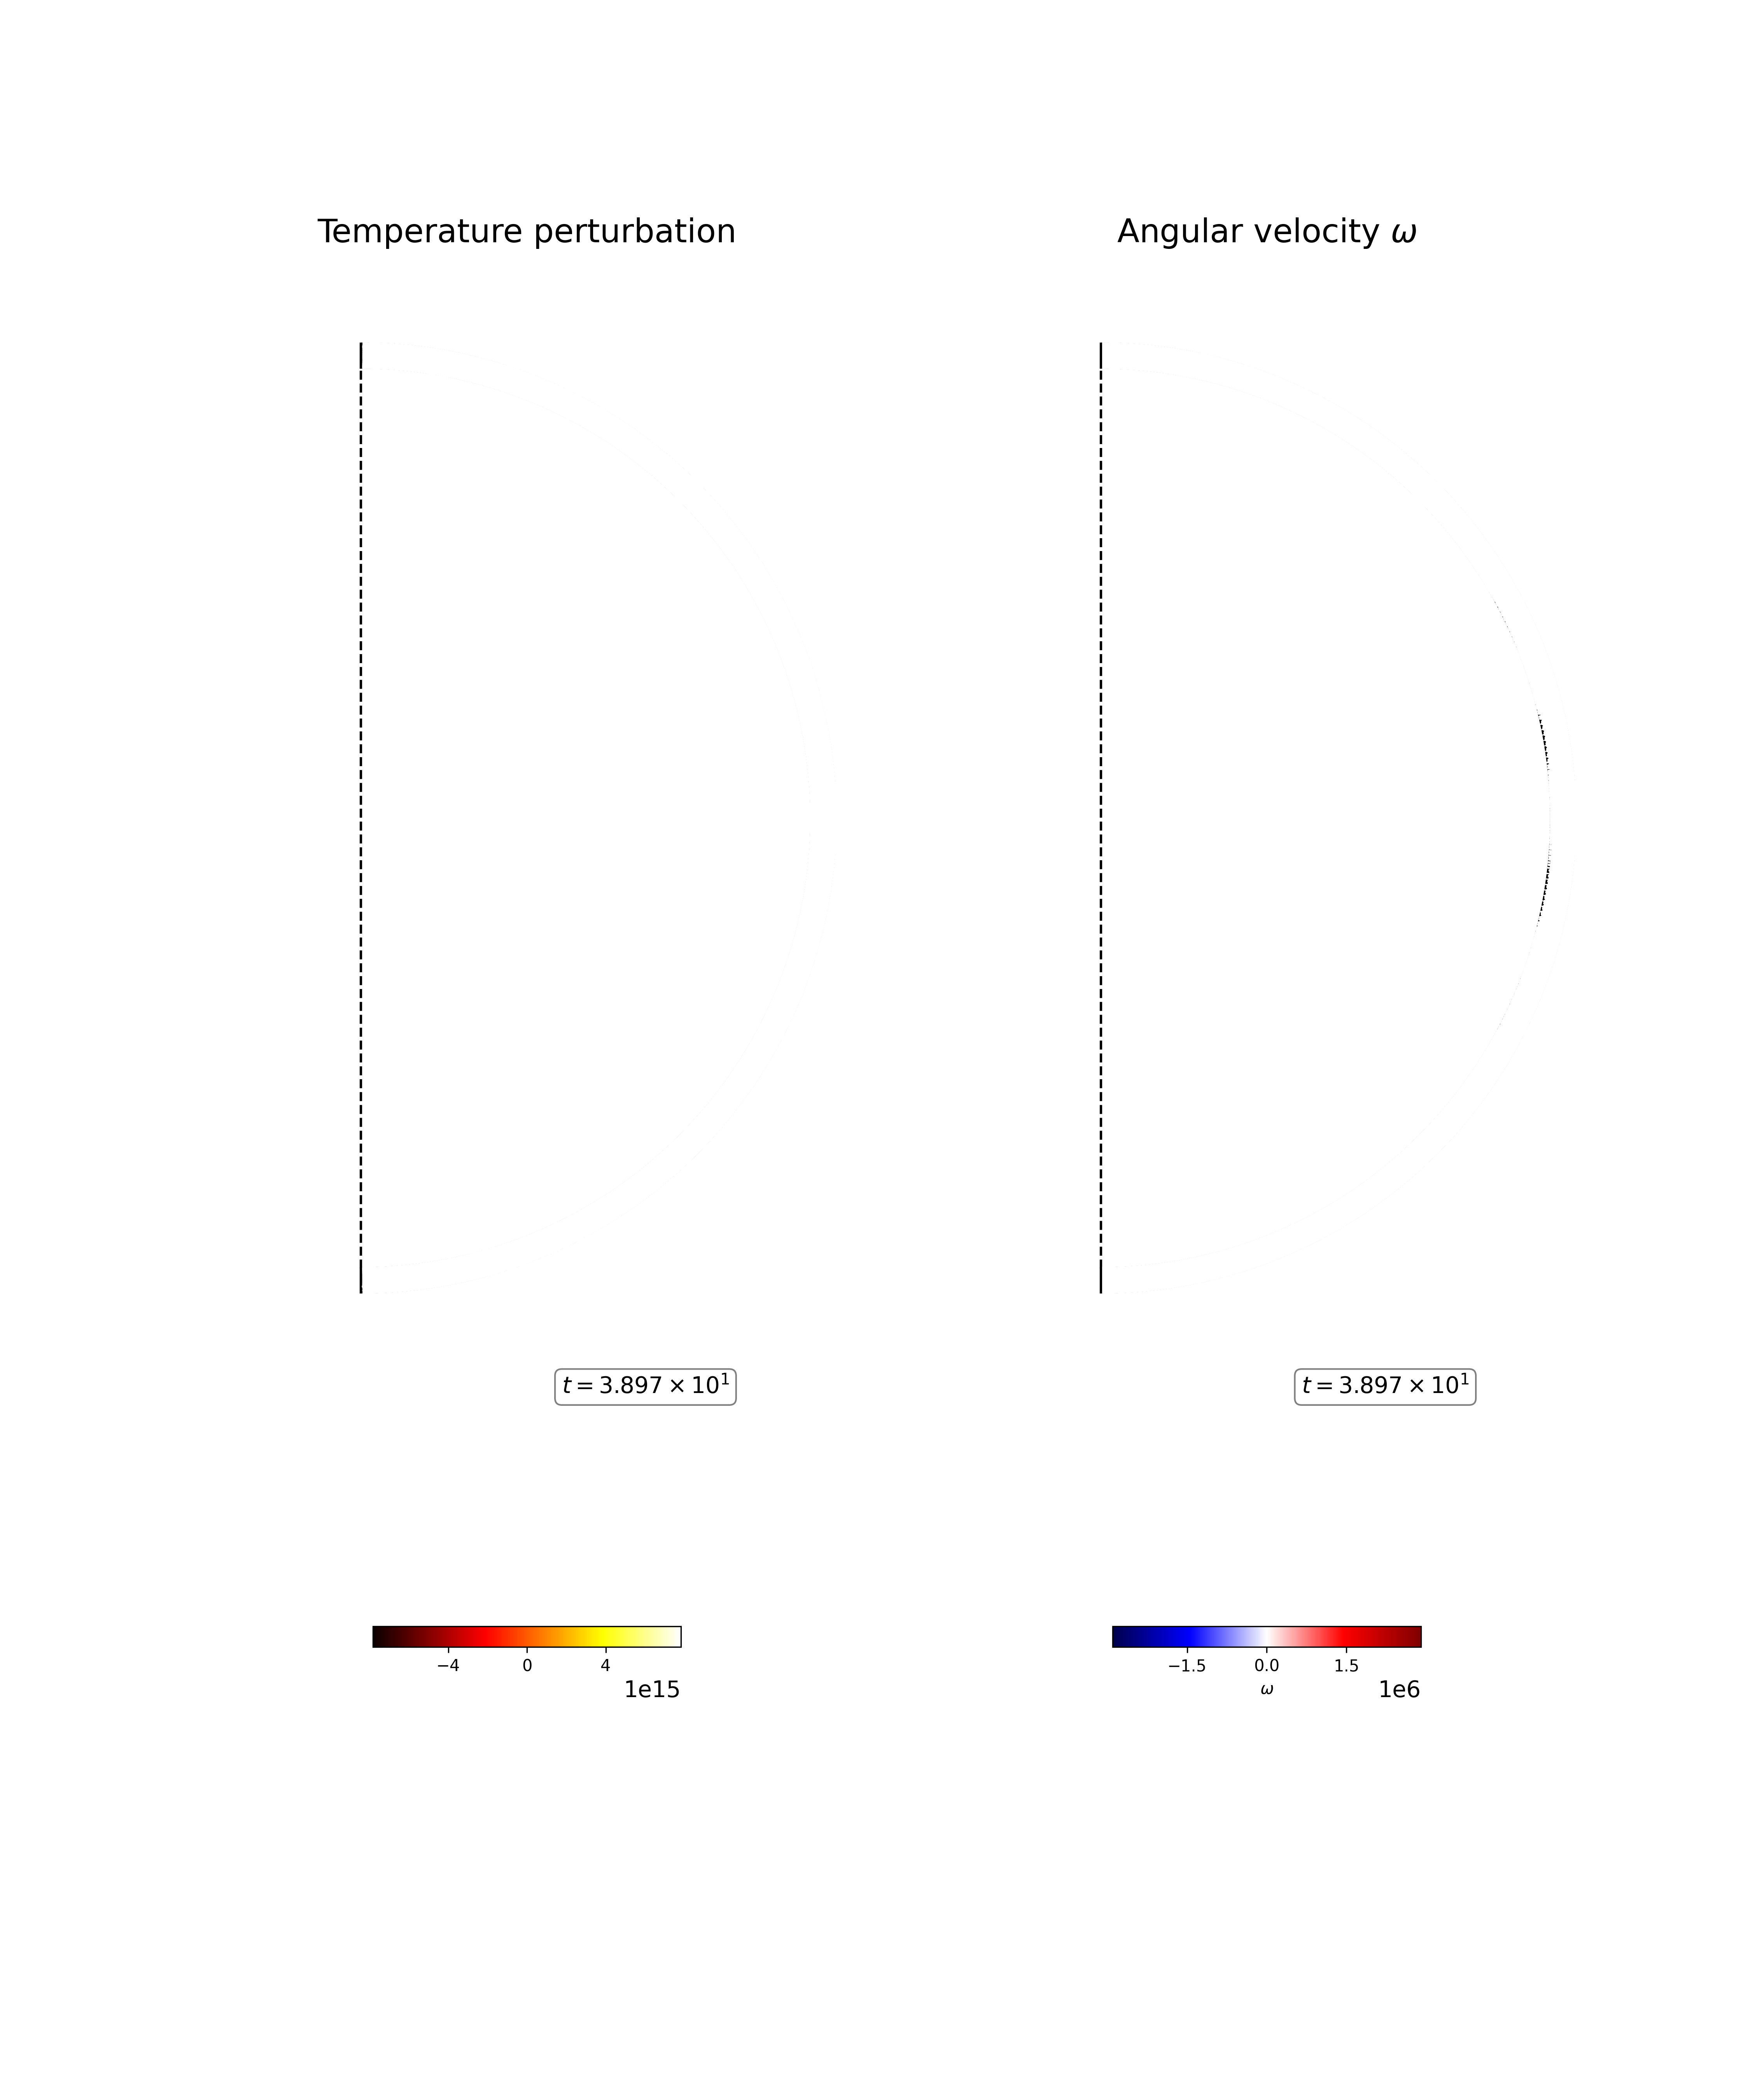 Temperature perturbation
Angular velocity ω
t = 3.897 × 10¹
t = 3.897 × 10¹
−4 0 4
1e15
−1.5 0.0 1.5
ω
1e6